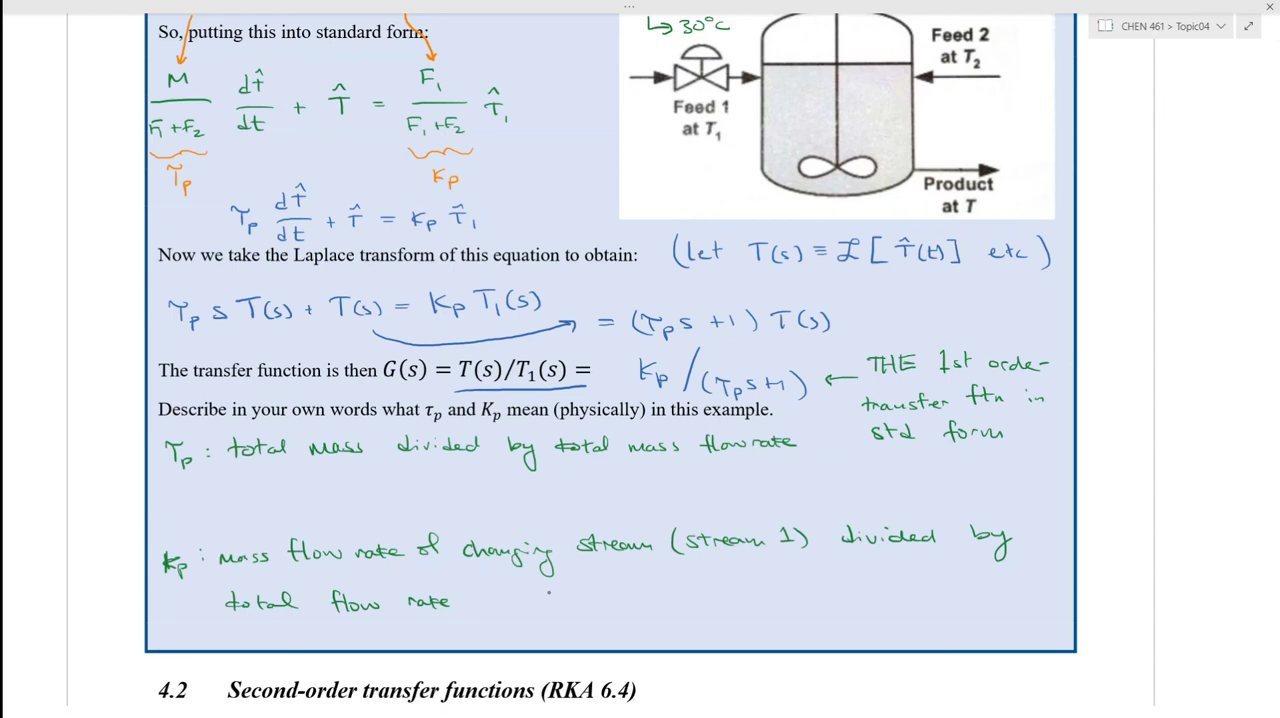 CHEN 461 > Topic04
So, putting this into standard form:
↳ 30°C
M / F₁+F₂ dT̂/dt + T̂ = F₁ / F₁+F₂ T̂₁
τp
Kp
Feed 1
at T₁
Feed 2
at T₂
Product
at T
τp dT̂/dt + T̂ = Kp T̂₁
Now we take the Laplace transform of this equation to obtain: (let T(s) ≡ ℒ[T̂(t)] etc)
τp s T(s) + T(s) = Kp T₁(s)
= (τp s + 1) T(s)
The transfer function is then G(s) = T(s)/T₁(s) = Kp / (τp s+1) ← THE 1st order
transfer ftn in
std form
Describe in your own words what τp and Kp mean (physically) in this example.
τp : total mass divided by total mass flowrate
Kp : mass flow rate of changing stream (stream 1) divided by
total flow rate
4.2 Second-order transfer functions (RKA 6.4)